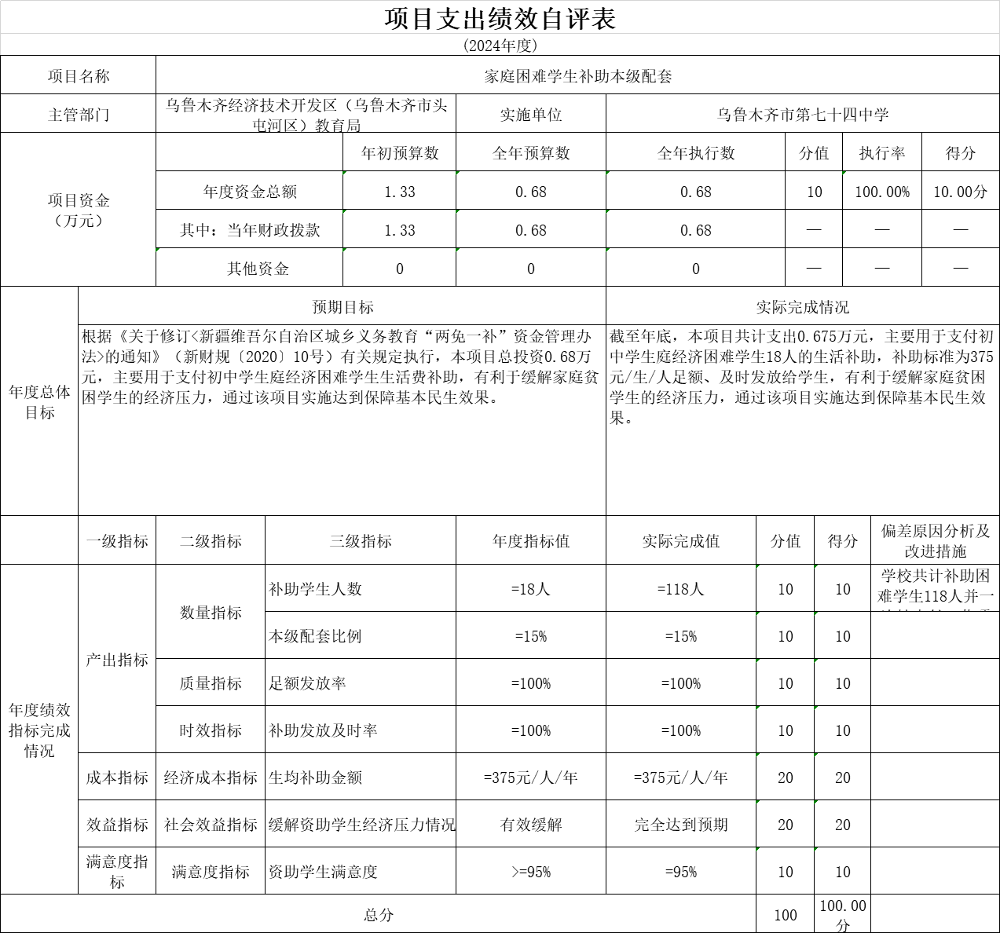 项目支出绩效自评表
(2024年度)
项目名称
家庭困难学生补助本级配套
主管部门
乌鲁木齐经济技术开发区（乌鲁木齐市头
屯河区）教育局
实施单位
乌鲁木齐市第七十四中学
项目资金
（万元）
年初预算数
全年预算数
全年执行数
分值
执行率
得分
年度资金总额
1.33
0.68
0.68
10
100.00%
10.00分
其中：当年财政拨款
1.33
0.68
0.68
—
—
—
其他资金
0
0
0
—
—
—
年度总体
目标
预期目标
实际完成情况
根据《关于修订<新疆维吾尔自治区城乡义务教育“两免一补”资金管理办
法>的通知》（新财规〔2020〕10号）有关规定执行，本项目总投资0.68万
元，主要用于支付初中学生庭经济困难学生生活费补助，有利于缓解家庭贫
困学生的经济压力，通过该项目实施达到保障基本民生效果。
截至年底，本项目共计支出0.675万元，主要用于支付初
中学生庭经济困难学生18人的生活补助，补助标准为375
元/生/人足额、及时发放给学生，有利于缓解家庭贫困
学生的经济压力，通过该项目实施达到保障基本民生效
果。
一级指标
二级指标
三级指标
年度指标值
实际完成值
分值
得分
偏差原因分析及
改进措施
年度绩效
指标完成
情况
产出指标
数量指标
补助学生人数
=18人
=118人
10
10
学校共计补助困
难学生118人并一
本级配套比例
=15%
=15%
10
10
质量指标
足额发放率
=100%
=100%
10
10
时效指标
补助发放及时率
=100%
=100%
10
10
成本指标
经济成本指标
生均补助金额
=375元/人/年
=375元/人/年
20
20
效益指标
社会效益指标
缓解资助学生经济压力情况
有效缓解
完全达到预期
20
20
满意度指
标
满意度指标
资助学生满意度
>=95%
=95%
10
10
总分
100
100.00
分